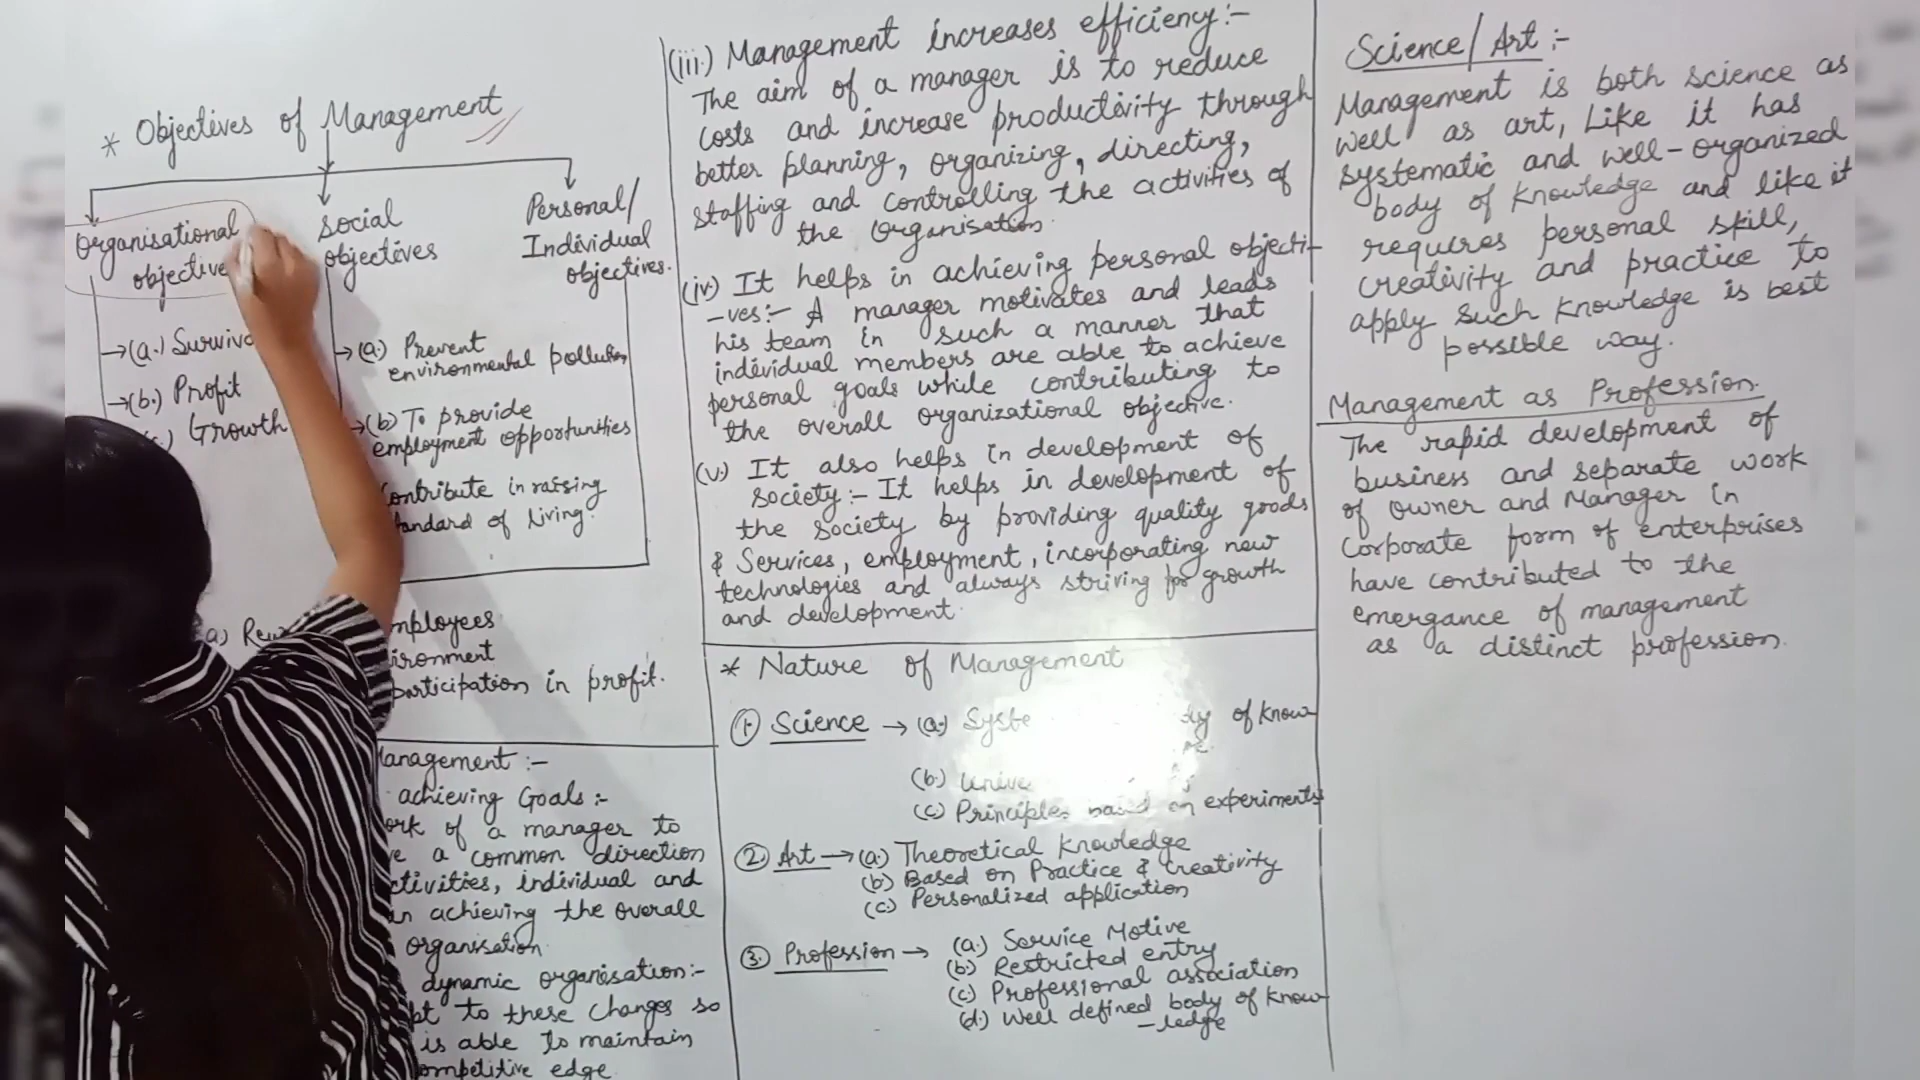 * Objectives of Management
Organisational
objective
→(a.)
→(b.) Profit
Growth
Social
objectives
→(a.) Prevent
environmental pollution
→(b) To provide
employment opportunities
Contribute in raising
standard of living.
Personal/
Individual
objectives.
a)
employees
participation in profit.
Management :-
achieving Goals :-
work of a manager to
a common direction
activities, individual and
in achieving the overall
organisation
dynamic organisation:-
to these changes so
is able to maintain
competitive edge
(iii.) Management increases efficiency:-
The aim of a manager is to reduce
costs and increase productivity through
better planning, organizing, directing,
staffing and controlling the activities of
the Organisation.
(iv.) It helps in achieving personal objecti-
-ves:- A manager motivates and leads
his team in such a manner that
individual members are able to achieve
personal goals while contributing to
the overall organizational objective.
(v.) It also helps in development of
society:- It helps in development of
the society by providing quality goods
& Services, employment, incorporating new
technologies and always striving for growth
and development.
* Nature of Management
1. Science → (a.) of know-
(b.)
(c.) Principles based on experiments
2. Art → (a.) Theoretical Knowledge
(b.) Based on Practice & creativity
(c.) Personalized application
3. Profession → (a.) Service Motive
(b.) Restricted entry
(c.) Professional association
(d.) Well defined body of know-
-ledge
Science/Art :-
Management is both science as
well as art, Like it has
systematic and well-organized
body of knowledge and like it
requires personal skill,
creativity and practice to
apply such knowledge is best
possible way.
Management as Profession.
The rapid development of
business and separate work
of owner and Manager in
corporate form of enterprises
have contributed to the
emergance of management
as a distinct profession.